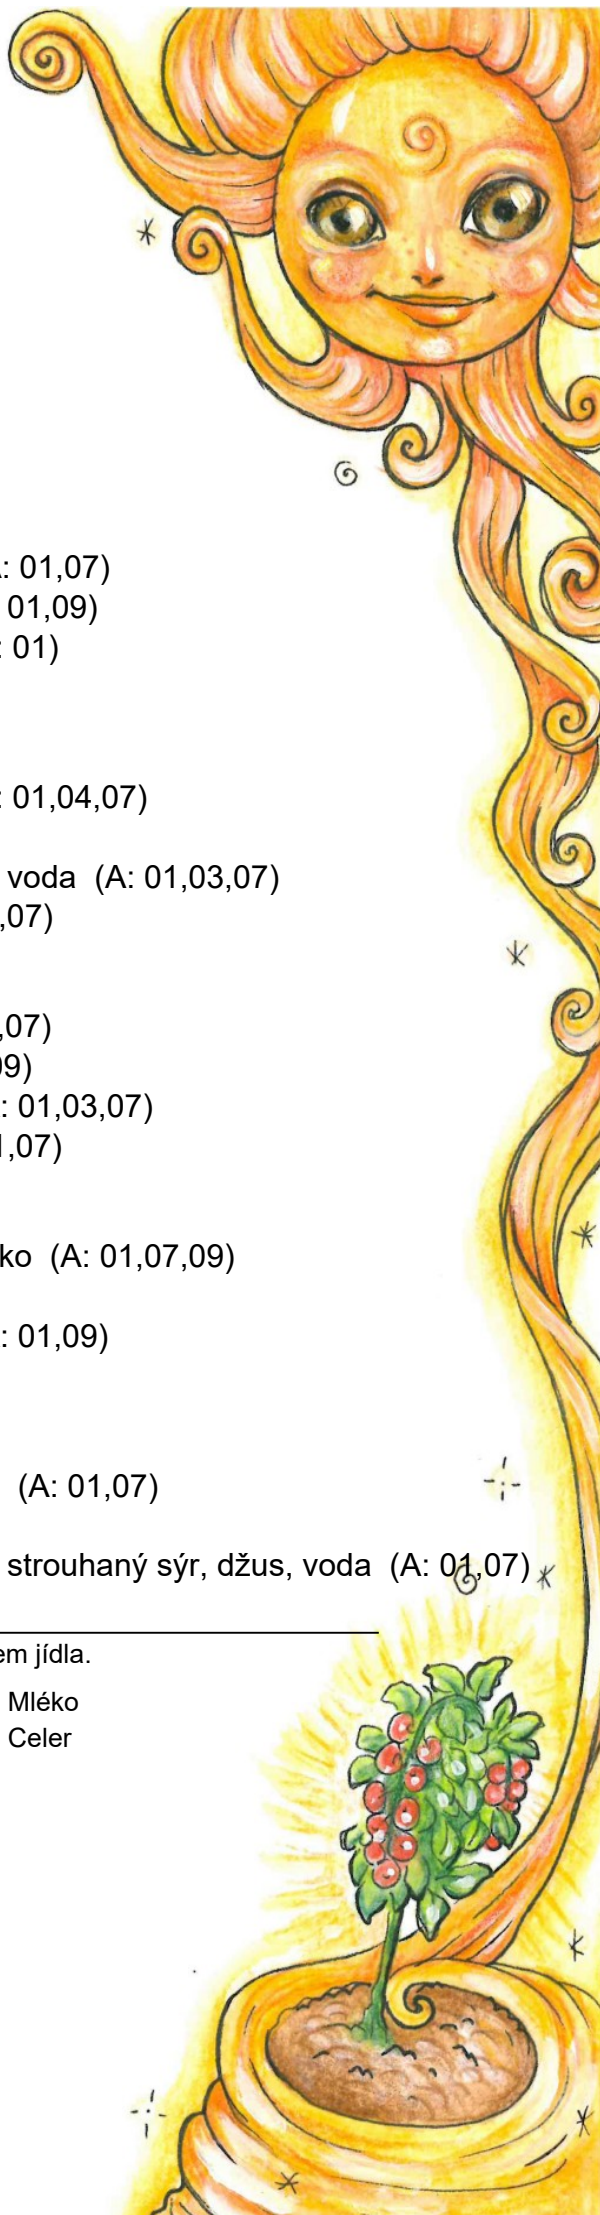 : 01,07)
01,09)
: 01)
: 01,04,07)
voda (A: 01,03,07)
,07)
,07)
9)
: 01,03,07)
,07)
ko (A: 01,07,09)
: 01,09)
(A: 01,07)
strouhaný sýr, džus, voda (A: 01,07)
em jídla.
Mléko
Celer